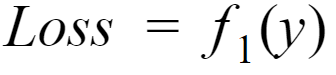 Loss = f₁(y)